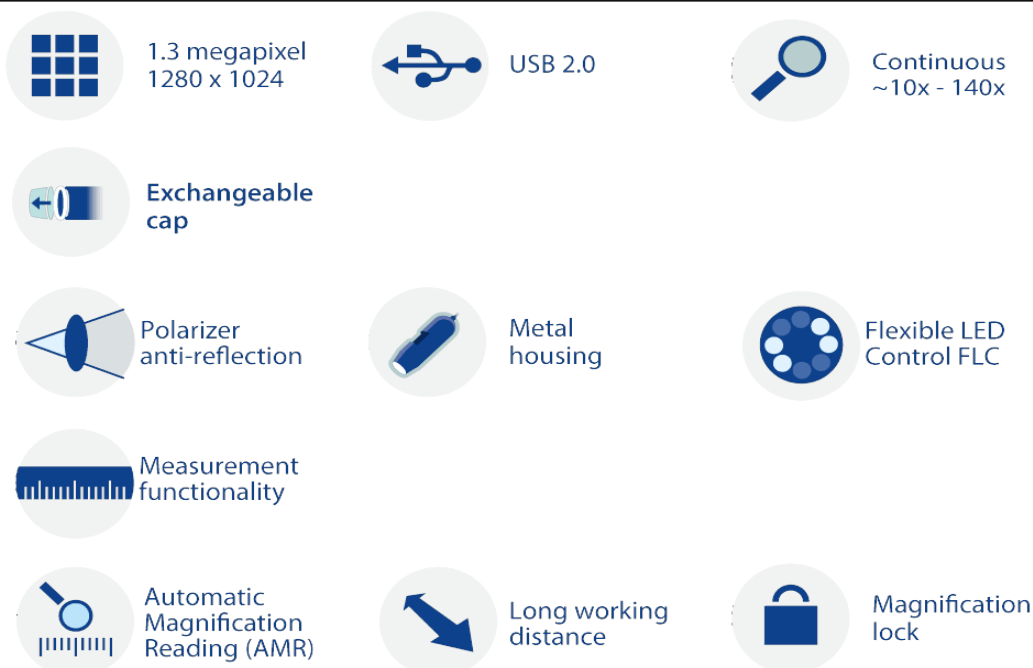 1.3 megapixel
1280 x 1024
USB 2.0
Continuous
~10x - 140x
Exchangeable
cap
Polarizer
anti-reflection
Metal
housing
Flexible LED
Control FLC
Measurement
functionality
Automatic
Magnification
Reading (AMR)
Long working
distance
Magnification
lock